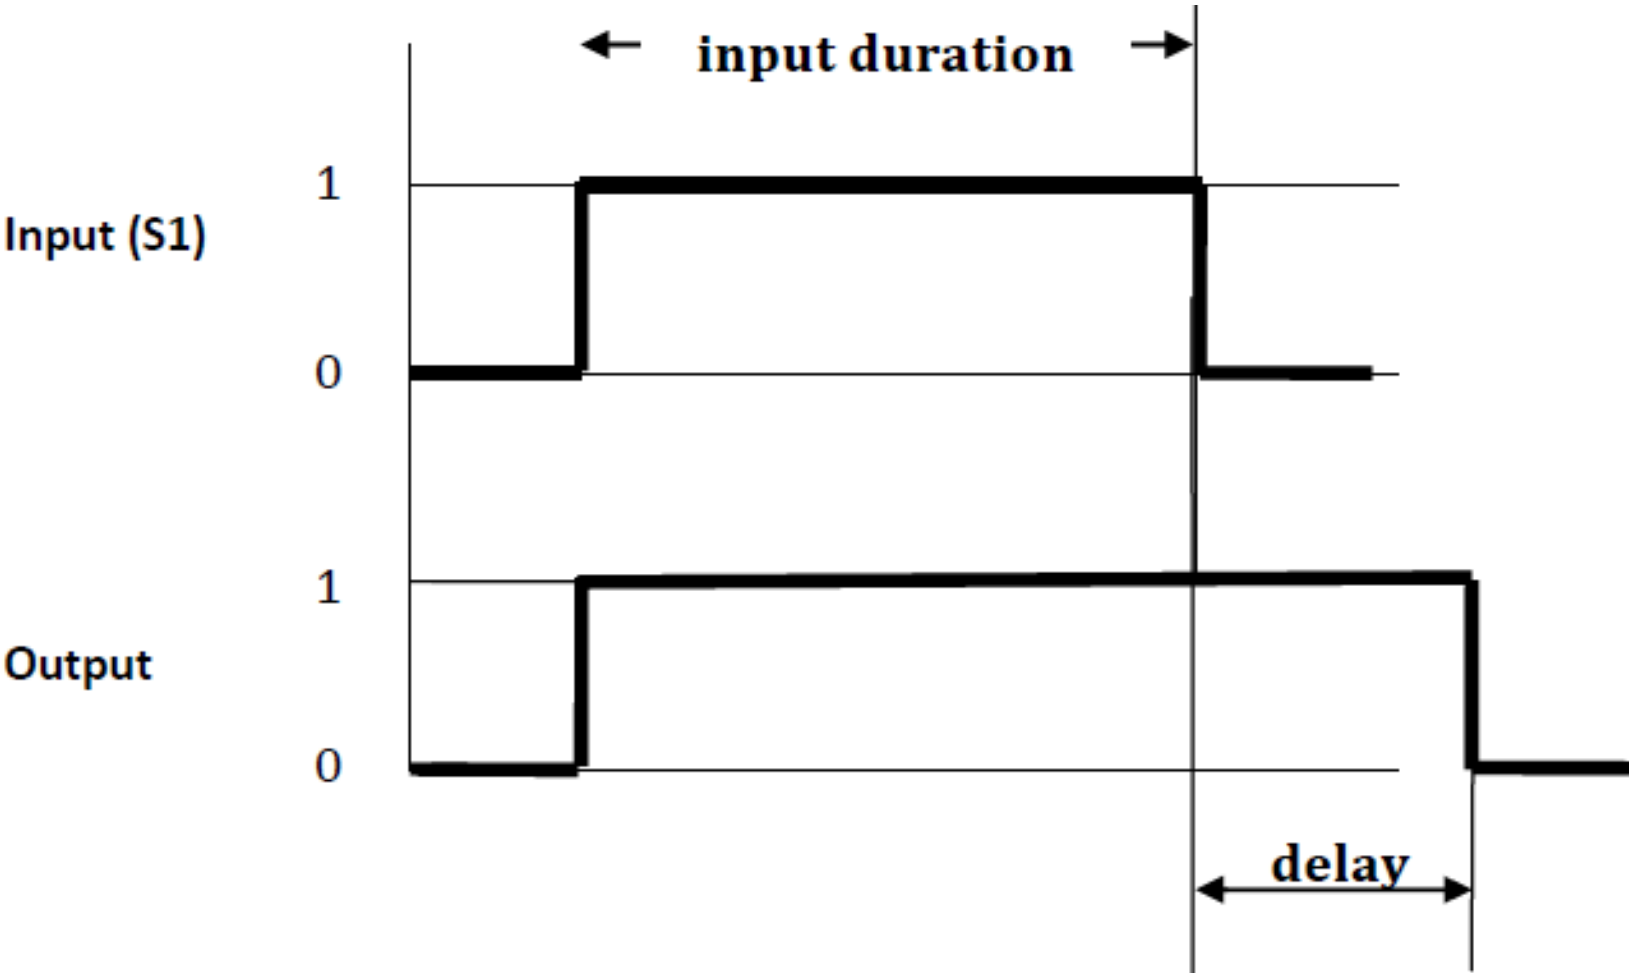 input duration
1
Input (S1)
0
1
Output
0
delay